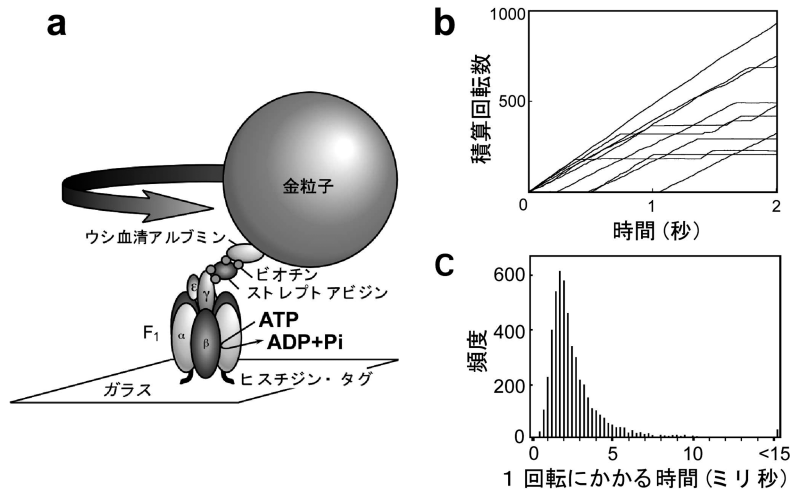 a
金粒子
ウシ血清アルブミン
ビオチン
ストレプトアビジン
ε
γ
F1
α
β
ATP
ADP+Pi
ガラス
ヒスチジン・タグ
b
1000
500
0
1
2
積算回転数
時間(秒)
c
600
400
200
0
0
5
10
<15
頻度
1回転にかかる時間(ミリ秒)